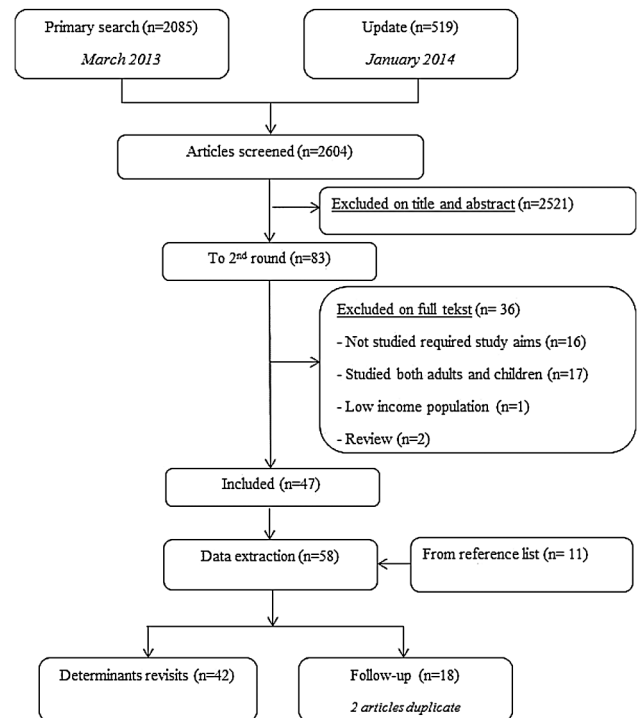 Primary search (n=2085)
March 2013
Update (n=519)
January 2014
Articles screened (n=2604)
Excluded on title and abstract (n=2521)
To 2nd round (n=83)
Excluded on full tekst (n= 36)
- Not studied required study aims (n=16)
- Studied both adults and children (n=17)
- Low income population (n=1)
- Review (n=2)
Included (n=47)
Data extraction (n=58)
From reference list (n= 11)
Determinants revisits (n=42)
Follow-up (n=18)
2 articles duplicate